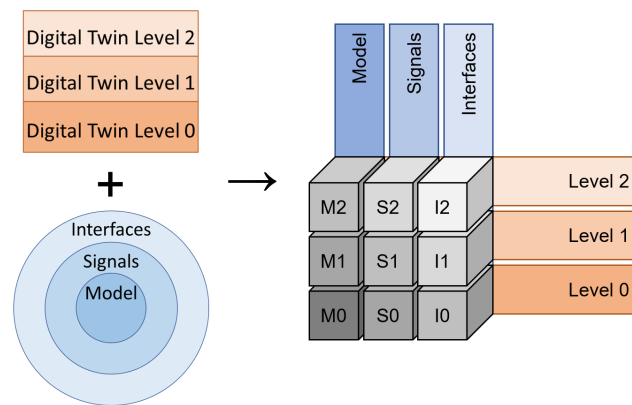 Digital Twin Level 2
Digital Twin Level 1
Digital Twin Level 0
+
Interfaces
Signals
Model
Model
Signals
Interfaces
M2 S2 I2
M1 S1 I1
M0 S0 I0
Level 2
Level 1
Level 0